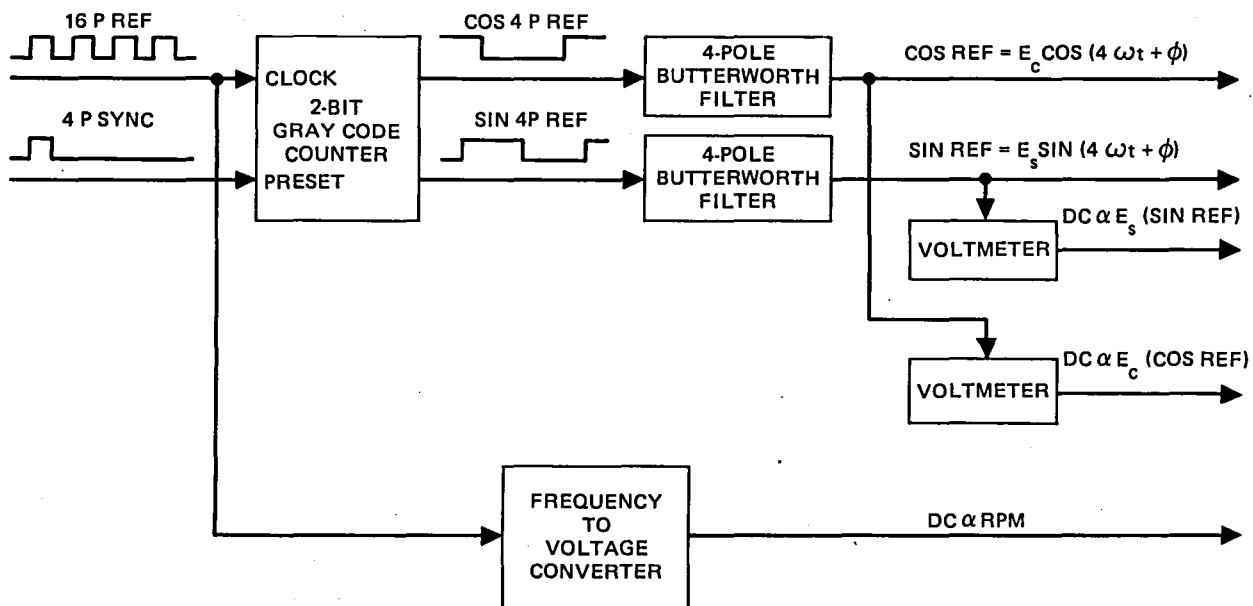 16 P REF
COS 4 P REF
CLOCK
2-BIT
GRAY CODE
COUNTER
PRESET
4 P SYNC
SIN 4P REF
4-POLE
BUTTERWORTH
FILTER
4-POLE
BUTTERWORTH
FILTER
COS REF = E_c COS (4 ωt + ϕ)
SIN REF = E_s SIN (4 ωt + ϕ)
VOLTMETER
DC α E_s (SIN REF)
VOLTMETER
DC α E_c (COS REF)
FREQUENCY
TO
VOLTAGE
CONVERTER
DC α RPM